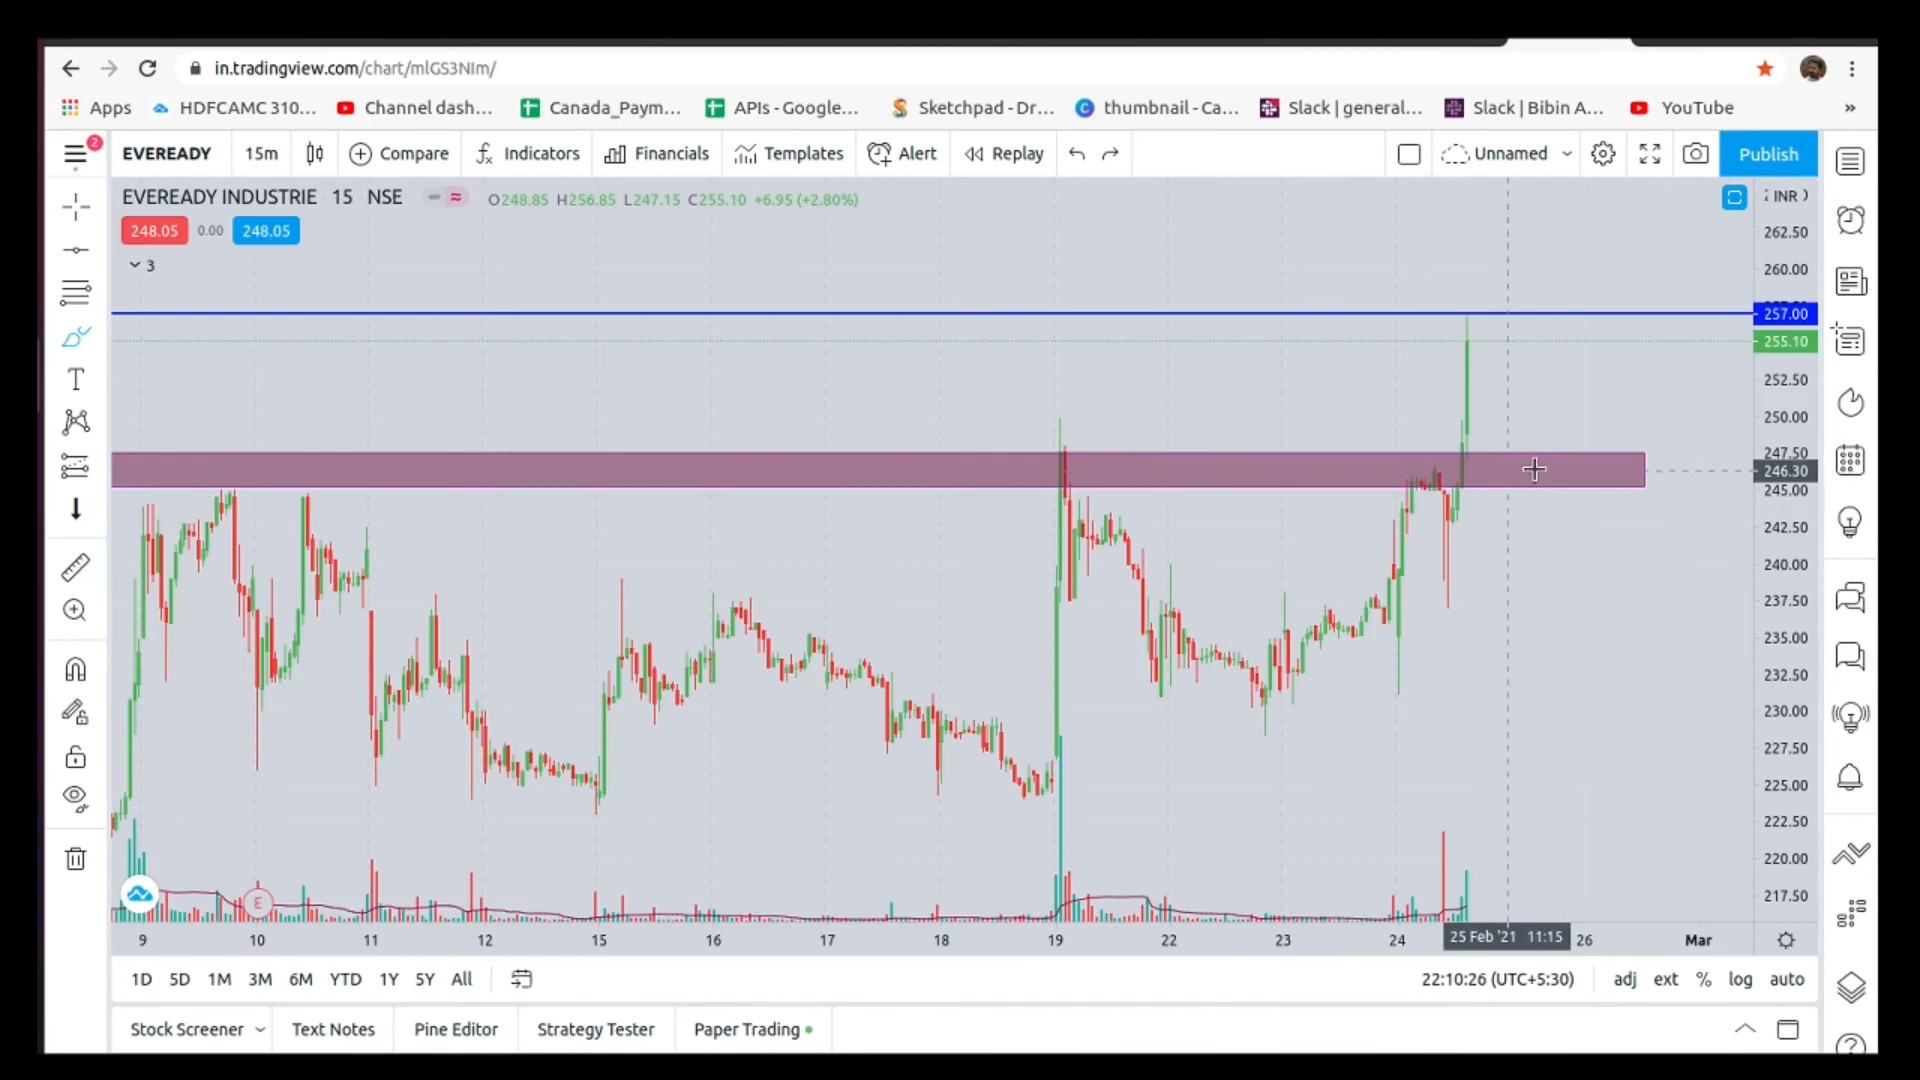 in.tradingview.com/chart/mlGS3NIm/
Apps HDFCAMC 310... Channel dash... Canada_Paym... APIs - Google... Sketchpad - Dr... thumbnail - Ca... Slack | general... Slack | Bibin A... YouTube »
2
EVEREADY 15m Compare Indicators Financials Templates Alert Replay Unnamed Publish
EVEREADY INDUSTRIE 15 NSE O248.85 H256.85 L247.15 C255.10 +6.95 (+2.80%)
INR
248.05 0.00 248.05
3
262.50
260.00
257.00
255.10
252.50
250.00
247.50
246.30
245.00
242.50
240.00
237.50
235.00
232.50
230.00
227.50
225.00
222.50
220.00
217.50
E
9 10 11 12 15 16 17 18 19 22 23 24 25 Feb '21 11:15 26 Mar
1D 5D 1M 3M 6M YTD 1Y 5Y All 22:10:26 (UTC+5:30) adj ext % log auto
Stock Screener Text Notes Pine Editor Strategy Tester Paper Trading